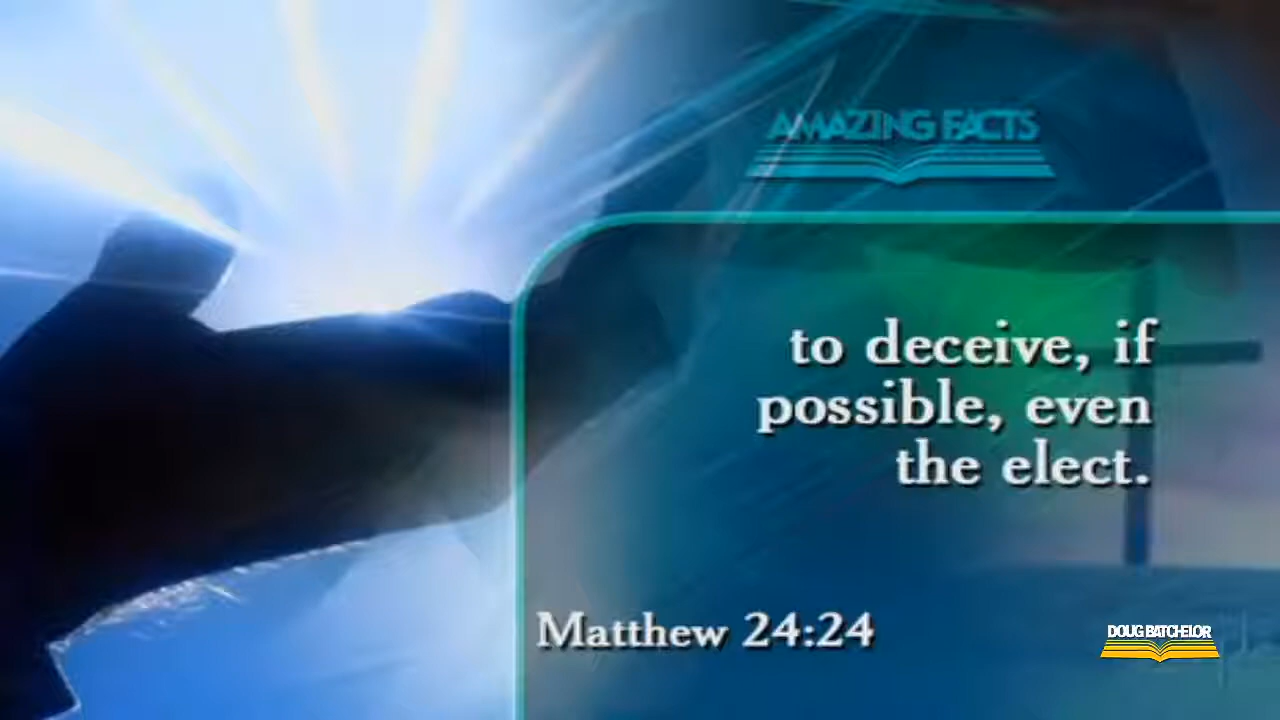 AMAZING FACTS
to deceive, if
possible, even
the elect.
Matthew 24:24
DOUG BATCHELOR